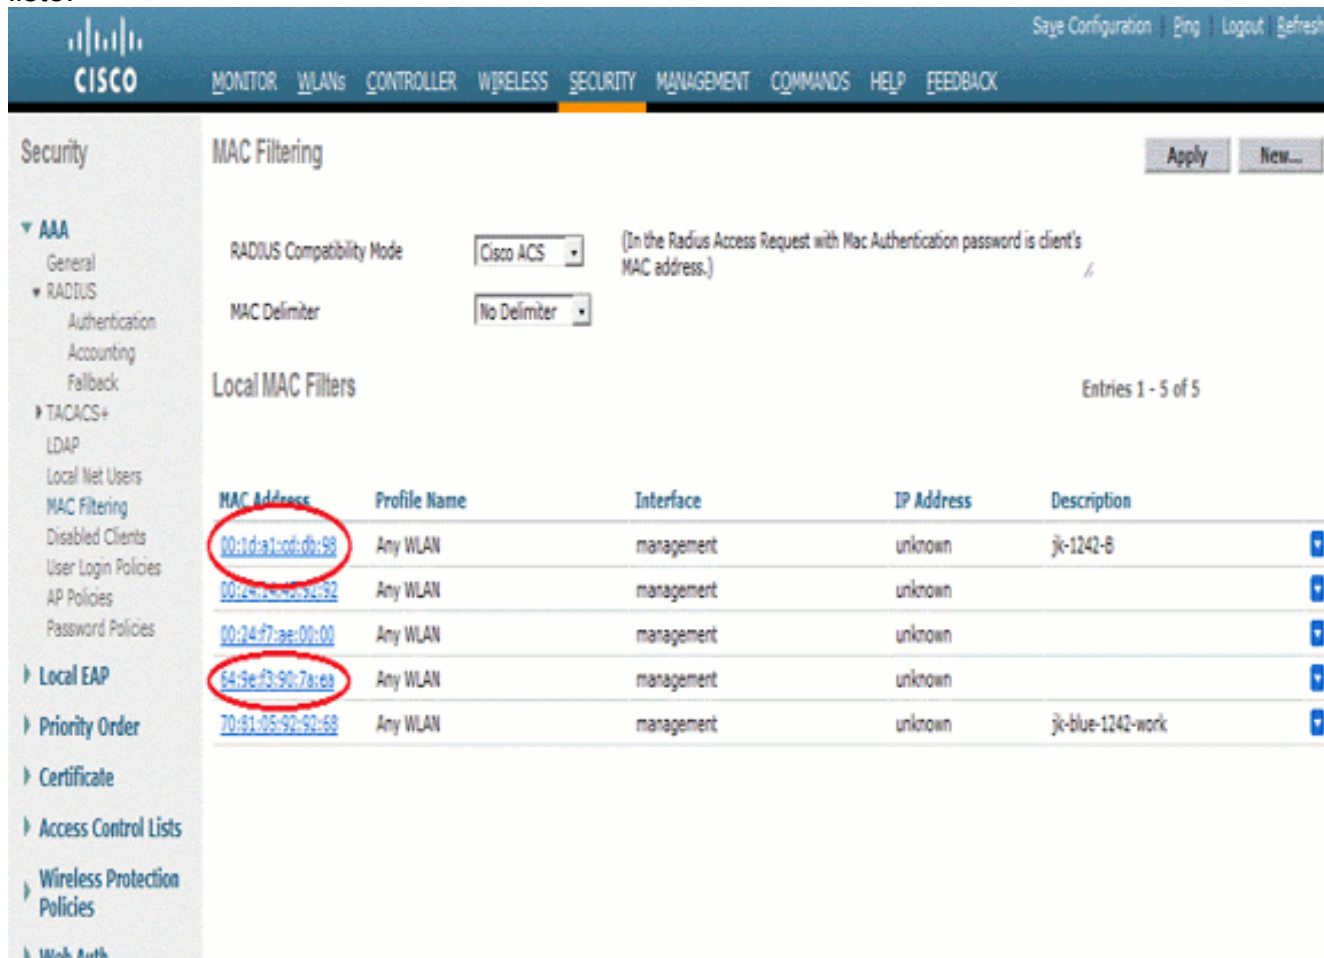 Save Configuration Ping Logout Refresh
CISCO
MONITOR WLANs CONTROLLER WIRELESS SECURITY MANAGEMENT COMMANDS HELP FEEDBACK
Security
MAC Filtering
Apply New...
AAA
General
RADIUS
Authentication
Accounting
Fallback
TACACS+
LDAP
Local Net Users
MAC Filtering
Disabled Clients
User Login Policies
AP Policies
Password Policies
Local EAP
Priority Order
Certificate
Access Control Lists
Wireless Protection
Policies
Web Auth
RADIUS Compatibility Mode Cisco ACS (In the Radius Access Request with Mac Authentication password is client's
MAC address.)
MAC Delimiter No Delimiter
Local MAC Filters Entries 1 - 5 of 5
MAC Address Profile Name Interface IP Address Description
00:1d:a1:cd:db:98 Any WLAN management unknown jk-1242-B
Any WLAN management unknown
00:24:f7:ae:00:00 Any WLAN management unknown
64:9e:f3:90:7a:ea Any WLAN management unknown
70:81:05:92:92:68 Any WLAN management unknown jk-blue-1242-work